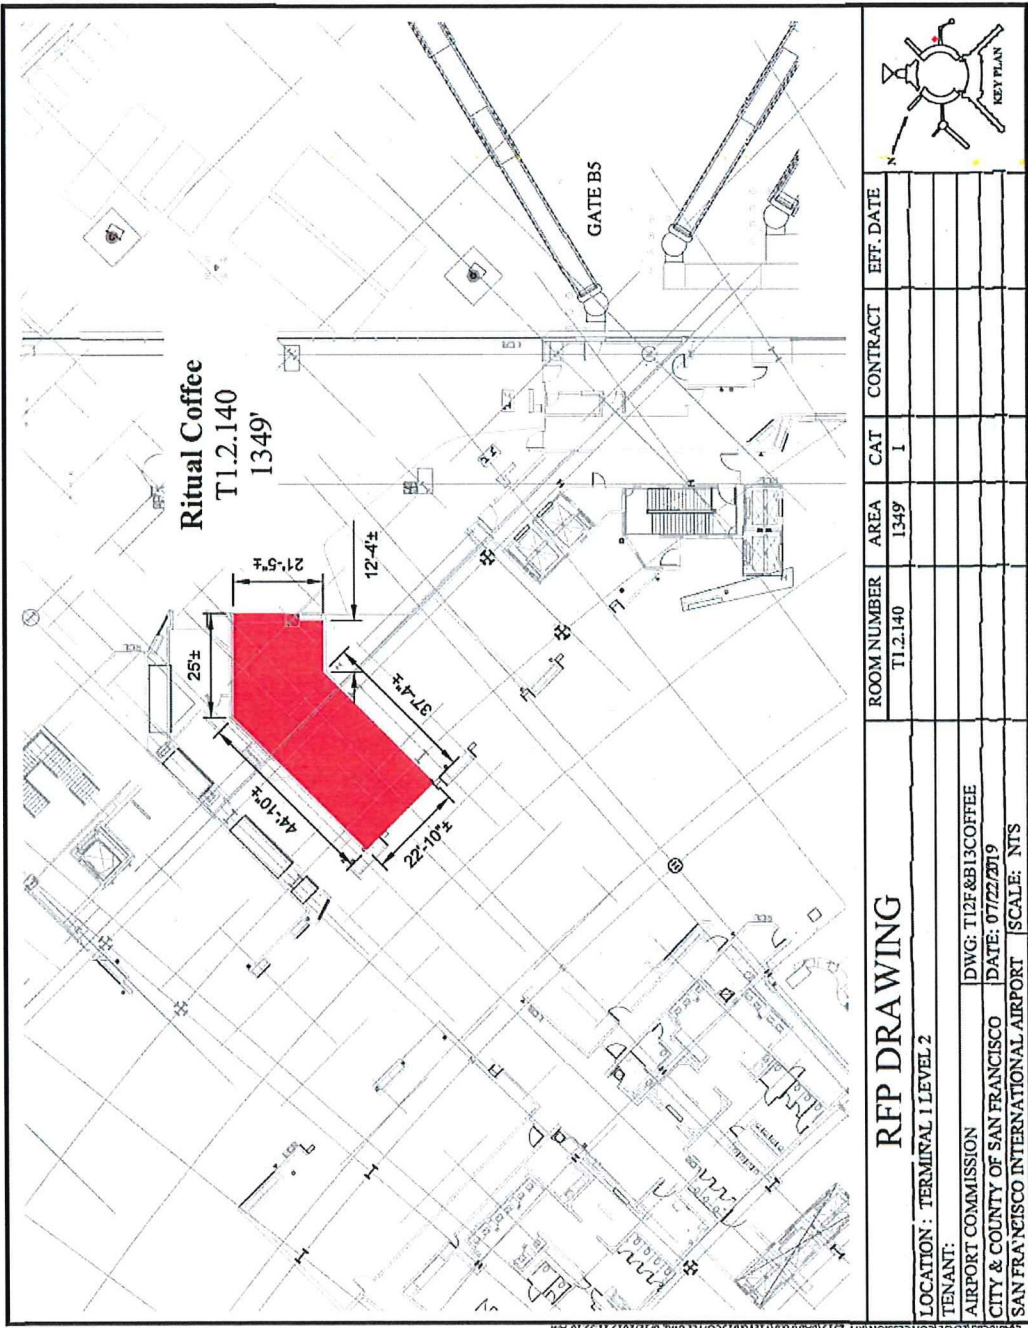 Ritual Coffee
T1.2.140
1349'
GATE B5
25'±
21'-5"±
12'-4"±
37'-4"±
44'-10"±
22'-10"±
RFP DRAWING
LOCATION : TERMINAL 1 LEVEL 2
TENANT:
AIRPORT COMMISSION
CITY & COUNTY OF SAN FRANCISCO
SAN FRANCISCO INTERNATIONAL AIRPORT
DWG: T12F&B13COFFEE
DATE: 07/22/2019
SCALE: NTS
ROOM NUMBER AREA CAT CONTRACT EFF. DATE
T1.2.140 1349' 1
N
KEY PLAN